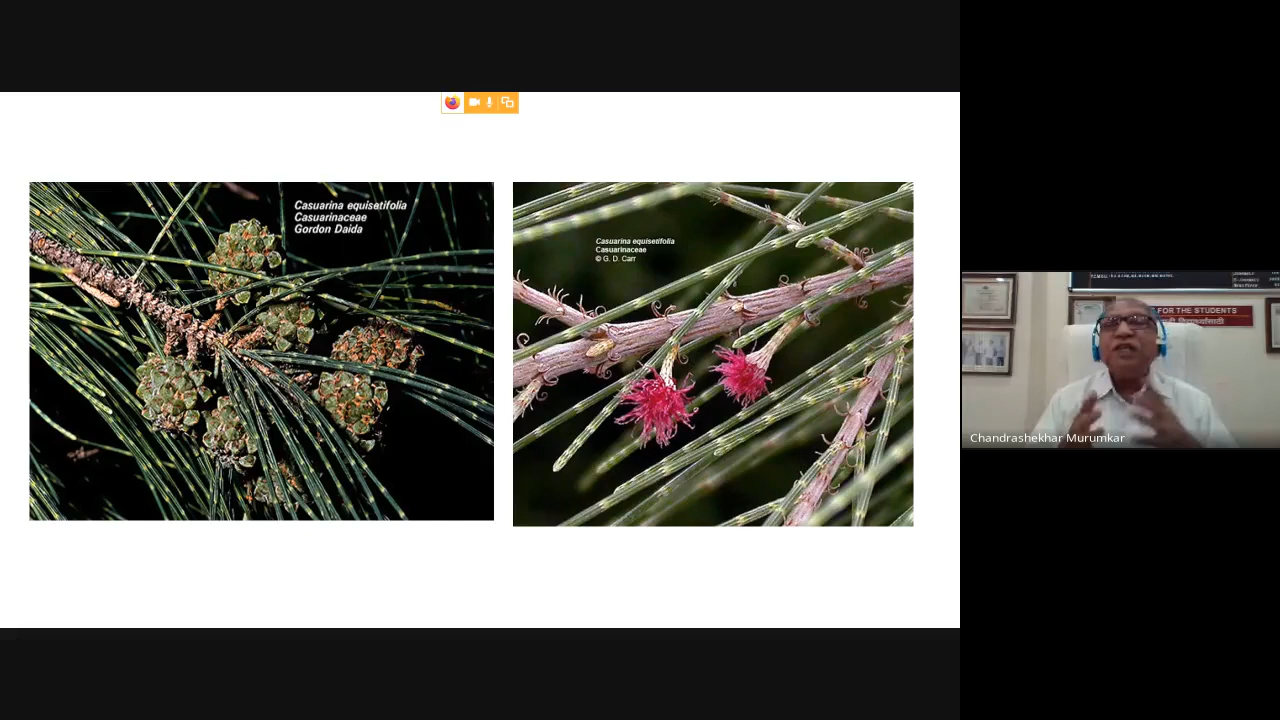 Casuarina equisetifolia
Casuarinaceae
Gordon Daida
Casuarina equisetifolia
Casuarinaceae
© G. D. Carr
FOR THE STUDENTS
Chandrashekhar Murumkar